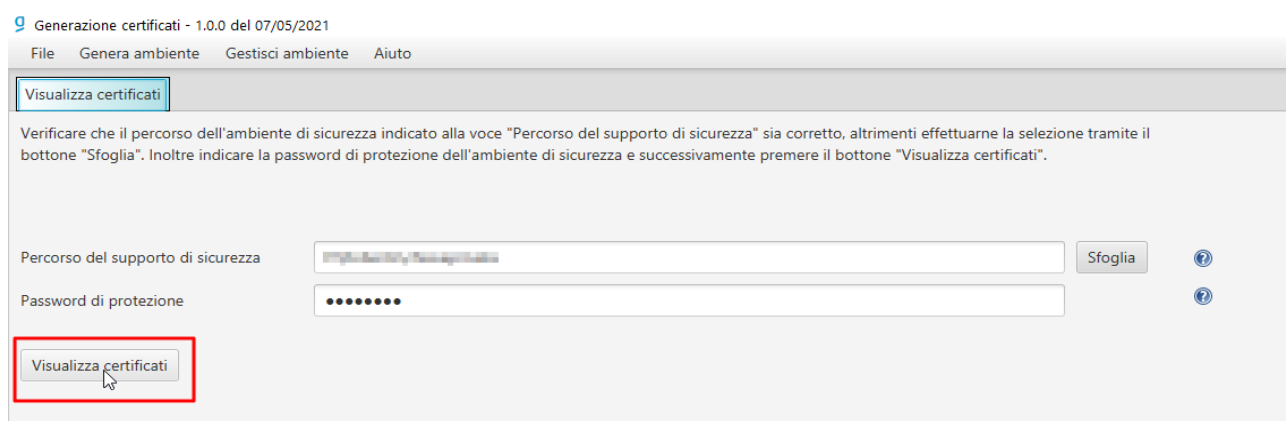 Generazione certificati - 1.0.0 del 07/05/2021
File Genera ambiente Gestisci ambiente Aiuto
Visualizza certificati
Verificare che il percorso dell'ambiente di sicurezza indicato alla voce "Percorso del supporto di sicurezza" sia corretto, altrimenti effettuarne la selezione tramite il
bottone "Sfoglia". Inoltre indicare la password di protezione dell'ambiente di sicurezza e successivamente premere il bottone "Visualizza certificati".
Percorso del supporto di sicurezza Sfoglia ?
Password di protezione ●●●●●●●● ?
Visualizza certificati